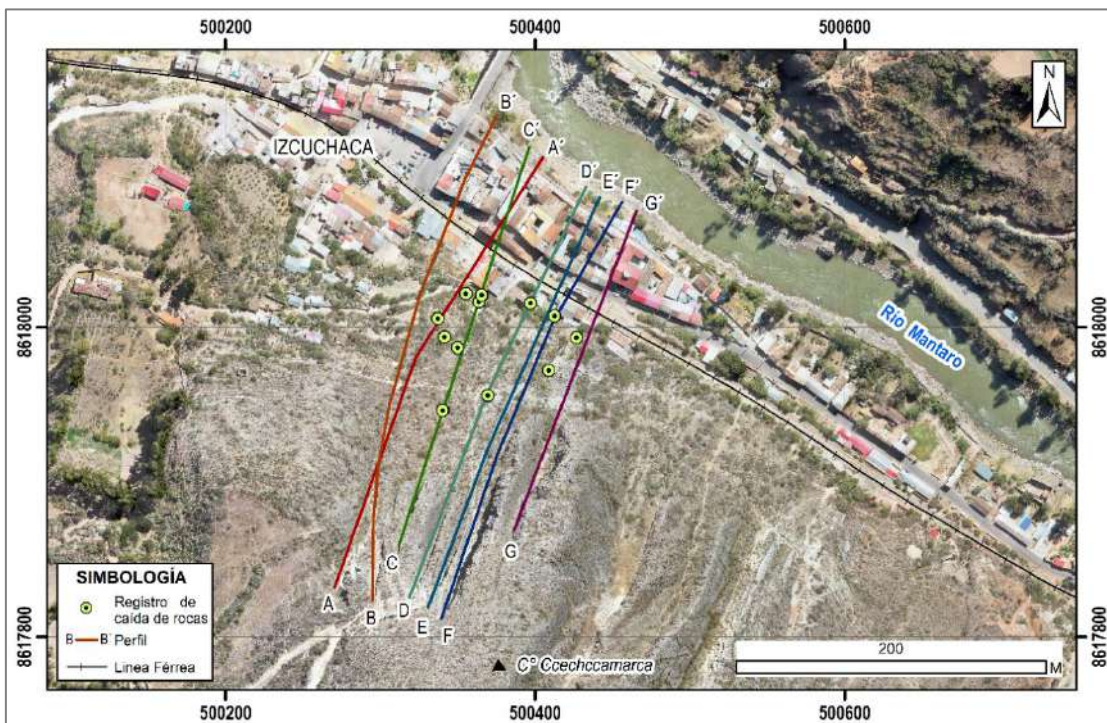 500200 500400 500600
N
B´
C´
A´
IZCUCHACA
D´
E´
F´
G´
8618000 8618000
Río Mantaro
C
G
A
B
D
E
F
SIMBOLOGÍA
Registro de
caída de rocas
B B´ Perfil
Línea Férrea
200
M
C° Ccechccamarca
8617800 8617800
500200 500400 500600